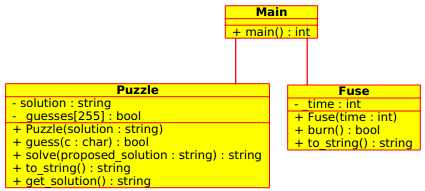 Main
+ main() : int
Puzzle
- solution : string
- _guesses[255] : bool
+ Puzzle(solution : string)
+ guess(c : char) : bool
+ solve(proposed_solution : string) : string
+ to_string() : string
+ get_solution() : string
Fuse
- _time : int
+ Fuse(time : int)
+ burn() : bool
+ to_string() : string